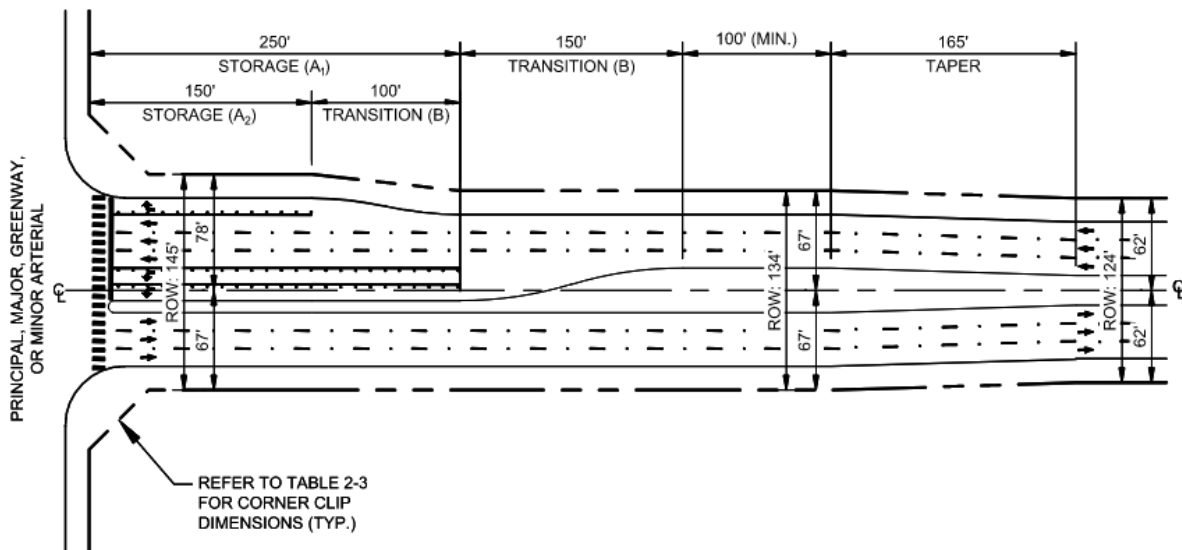 250'
STORAGE (A₁)
150'
TRANSITION (B)
100' (MIN.)
165'
TAPER
150'
STORAGE (A₂)
100'
TRANSITION (B)
PRINCIPAL, MAJOR, GREENWAY,
OR MINOR ARTERIAL
ROW: 145'
78'
67'
ROW: 134'
67'
67'
ROW: 124'
62'
62'
℄
℄
REFER TO TABLE 2-3
FOR CORNER CLIP
DIMENSIONS (TYP.)